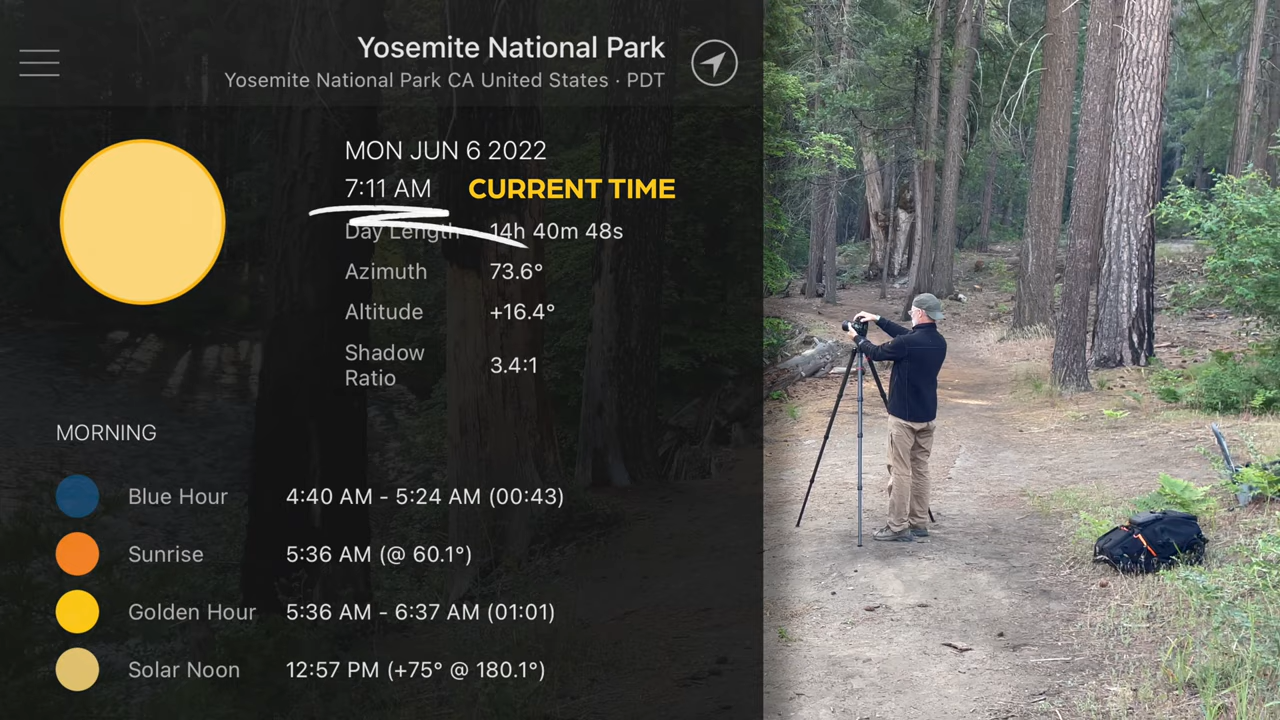 Yosemite National Park
Yosemite National Park CA United States · PDT
MON JUN 6 2022
7:11 AM CURRENT TIME
Day Length 14h 40m 48s
Azimuth 73.6°
Altitude +16.4°
Shadow
Ratio 3.4:1
MORNING
Blue Hour 4:40 AM - 5:24 AM (00:43)
Sunrise 5:36 AM (@ 60.1°)
Golden Hour 5:36 AM - 6:37 AM (01:01)
Solar Noon 12:57 PM (+75° @ 180.1°)